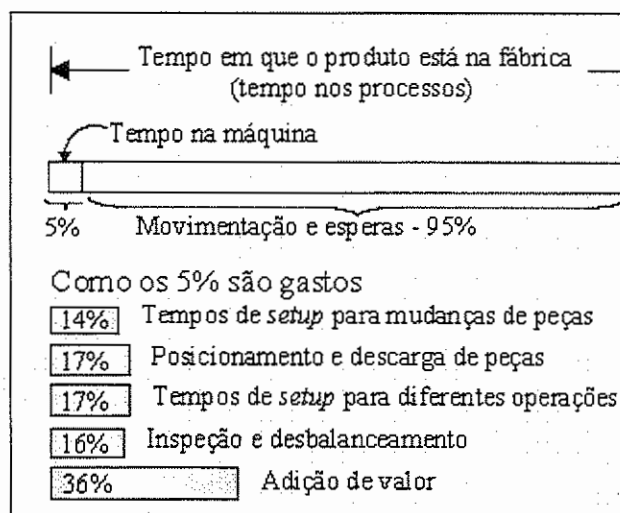 Tempo em que o produto está na fábrica
(tempo nos processos)
Tempo na máquina
5% Movimentação e esperas - 95%
Como os 5% são gastos
14% Tempos de setup para mudanças de peças
17% Posicionamento e descarga de peças
17% Tempos de setup para diferentes operações
16% Inspeção e desbalanceamento
36% Adição de valor